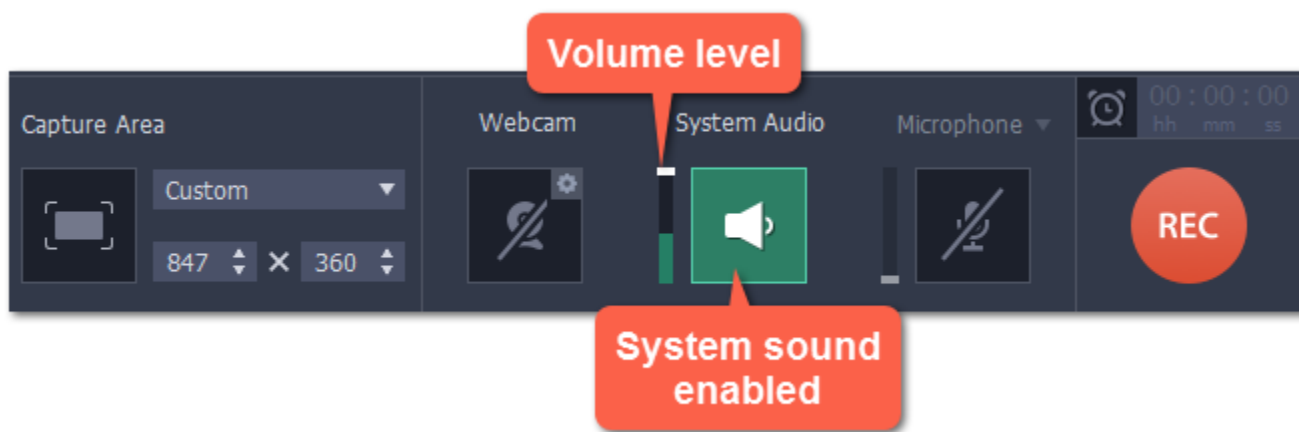 Volume level
Capture Area
Webcam
System Audio
Microphone
00 : 00 : 00
hh mm ss
Custom
847 × 360
REC
System sound
enabled